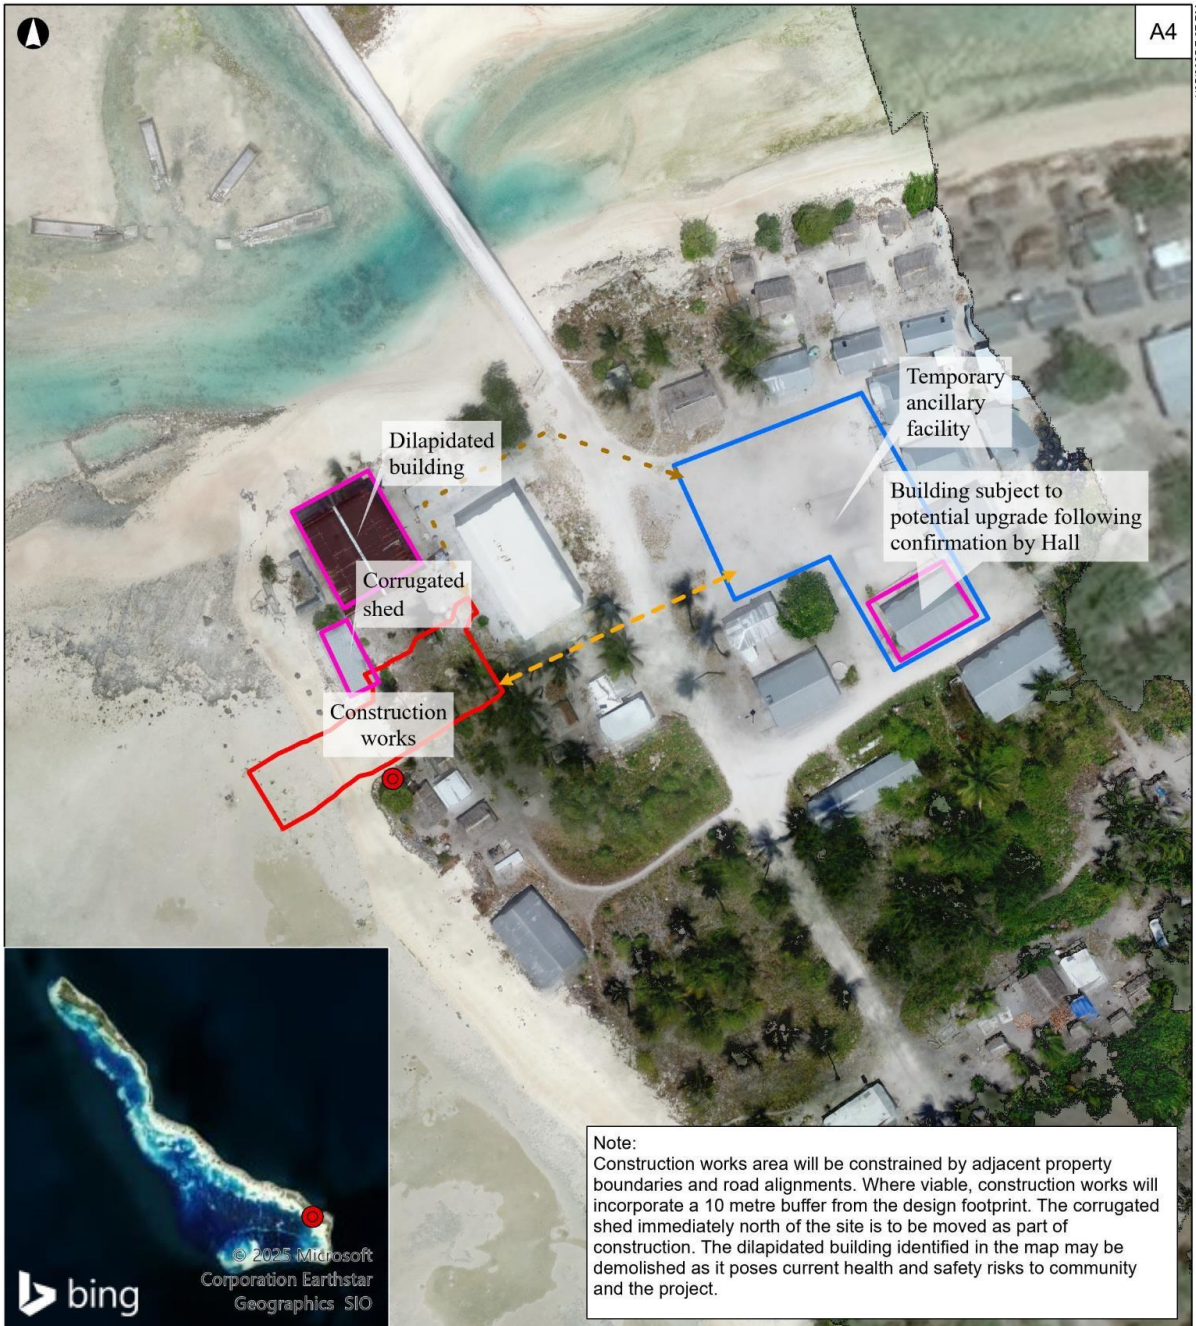 A4
Temporary
ancillary
facility
Dilapidated
building
Building subject to
potential upgrade following
confirmation by Hall
Corrugated
shed
Construction
works
© 2025 Microsoft
Corporation Earthstar
Geographics SIO
bing
Note:
Construction works area will be constrained by adjacent property
boundaries and road alignments. Where viable, construction works will
incorporate a 10 metre buffer from the design footprint. The corrugated
shed immediately north of the site is to be moved as part of
construction. The dilapidated building identified in the map may be
demolished as it poses current health and safety risks to community
and the project.